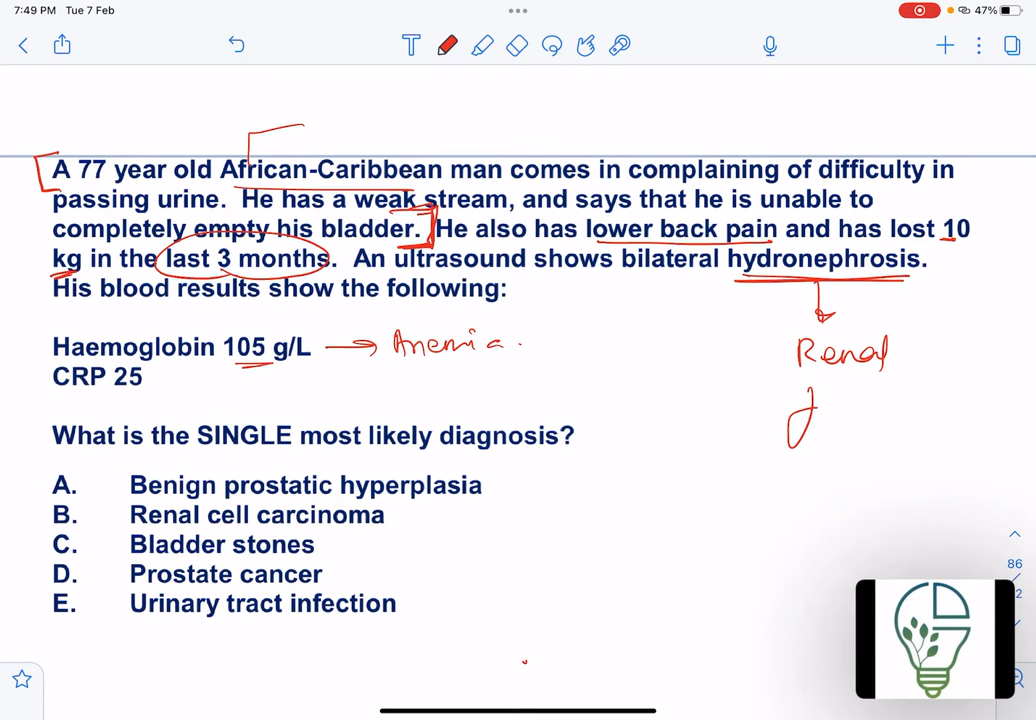 7:49 PM Tue 7 Feb
47%
A 77 year old African-Caribbean man comes in complaining of difficulty in
passing urine. He has a weak stream, and says that he is unable to
completely empty his bladder. He also has lower back pain and has lost 10
kg in the last 3 months. An ultrasound shows bilateral hydronephrosis.
His blood results show the following:
Haemoglobin 105 g/L → Anemia.
Renal
CRP 25
What is the SINGLE most likely diagnosis?
A. Benign prostatic hyperplasia
B. Renal cell carcinoma
C. Bladder stones
D. Prostate cancer
E. Urinary tract infection
86